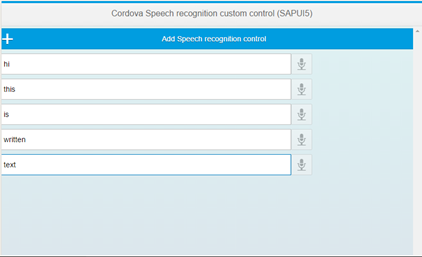 Cordova Speech recognition custom control (SAPUI5)
Add Speech recognition control
hi
this
is
written
text